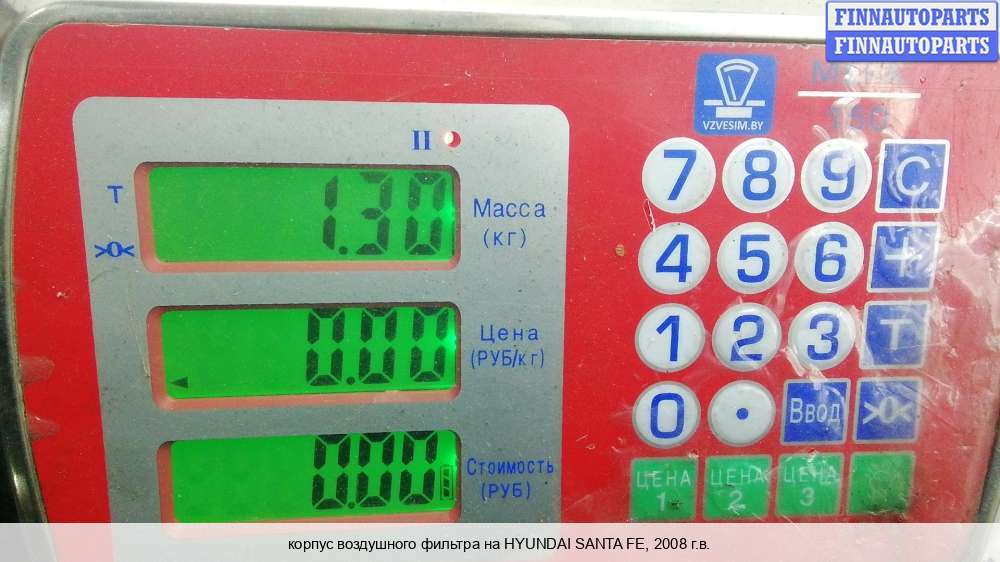 FINNAUTOPARTS
FINNAUTOPARTS
VZVESIM.BY
150
II
T
>0<
1.30
Масса
(кг)
0.00
Цена
(РУБ/кг)
0.00
Стоимость
(РУБ)
7 8 9 C
4 5 6 +
1 2 3 T
0 . Ввод >0<
ЦЕНА 1
ЦЕНА 2
ЦЕНА 3
корпус воздушного фильтра на HYUNDAI SANTA FE, 2008 г.в.